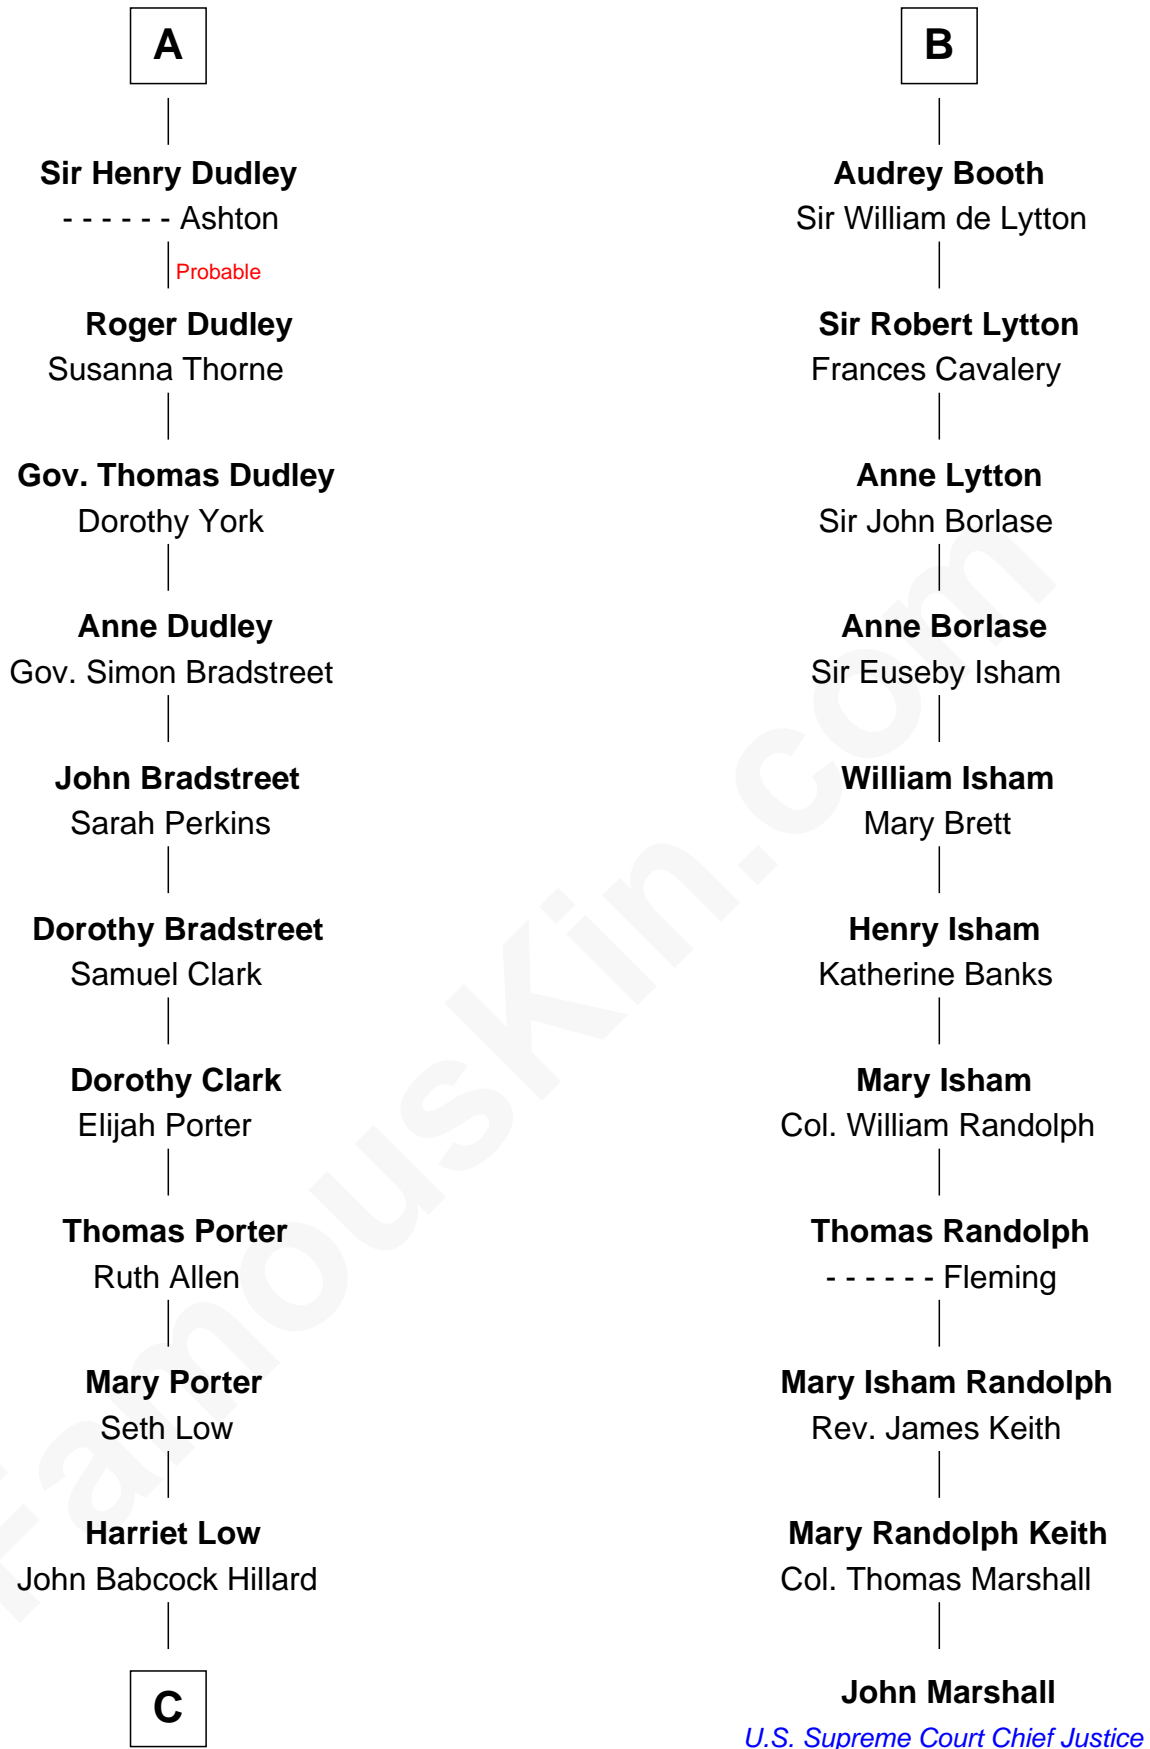 A
Sir Henry Dudley
- - - - - - Ashton
Probable
Roger Dudley
Susanna Thorne
Gov. Thomas Dudley
Dorothy York
Anne Dudley
Gov. Simon Bradstreet
John Bradstreet
Sarah Perkins
Dorothy Bradstreet
Samuel Clark
Dorothy Clark
Elijah Porter
Thomas Porter
Ruth Allen
Mary Porter
Seth Low
Harriet Low
John Babcock Hillard
C
B
Audrey Booth
Sir William de Lytton
Sir Robert Lytton
Frances Cavalery
Anne Lytton
Sir John Borlase
Anne Borlase
Sir Euseby Isham
William Isham
Mary Brett
Henry Isham
Katherine Banks
Mary Isham
Col. William Randolph
Thomas Randolph
- - - - - - Fleming
Mary Isham Randolph
Rev. James Keith
Mary Randolph Keith
Col. Thomas Marshall
John Marshall
U.S. Supreme Court Chief Justice
FamousKin.com